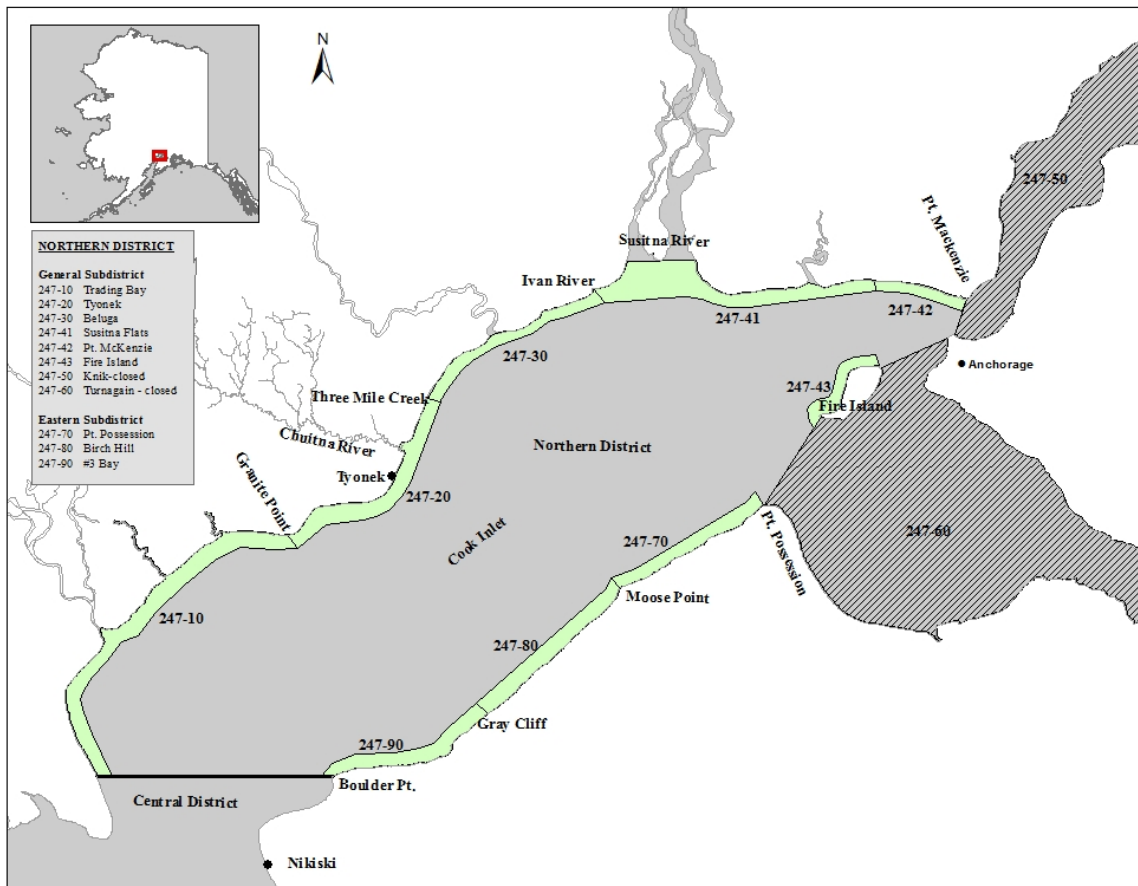 N
NORTHERN DISTRICT
General Subdistrict
247-10 Trading Bay
247-20 Tyonek
247-30 Beluga
247-41 Susitna Flats
247-42 Pt. McKenzie
247-43 Fire Island
247-50 Knik-closed
247-60 Turnagain - closed
Eastern Subdistrict
247-70 Pt. Possession
247-80 Birch Hill
247-90 #3 Bay
247-50
Pt. Mackenzie
Susitna River
Ivan River
247-41
247-42
247-30
Anchorage
247-43
Fire Island
Three Mile Creek
Chuitna River
Northern District
Tyonek
247-20
Granite Point
Cook Inlet
247-70
Pt. Possession
247-60
Moose Point
247-10
247-80
Gray Cliff
247-90
Boulder Pt.
Central District
Nikiski